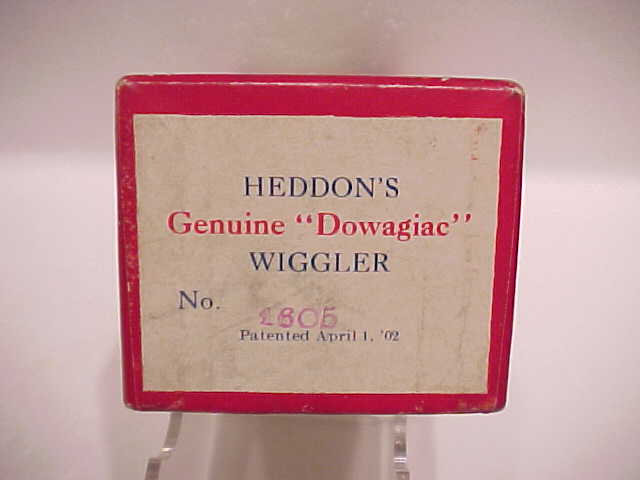 HEDDON'S
Genuine "Dowagiac"
WIGGLER
No. 1605
Patented April 1, '02